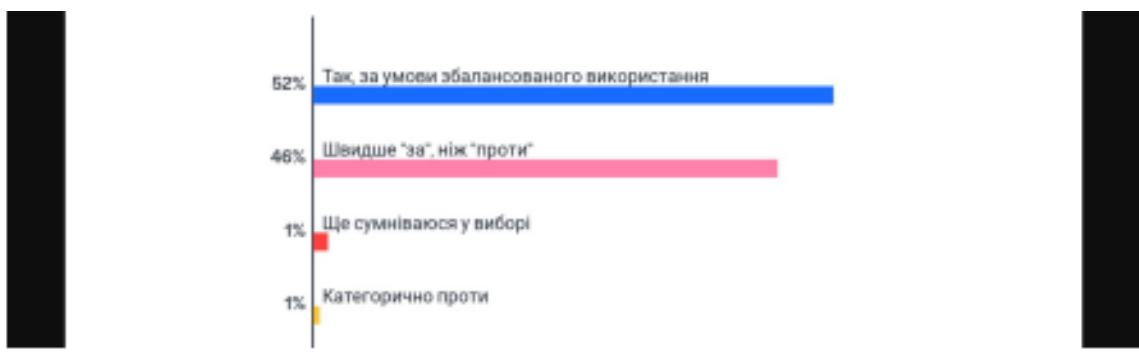 52% Так, за умови збалансованого використання
46% Швидше "за", ніж "проти"
1% Ще сумніваюся у виборі
1% Категорично проти